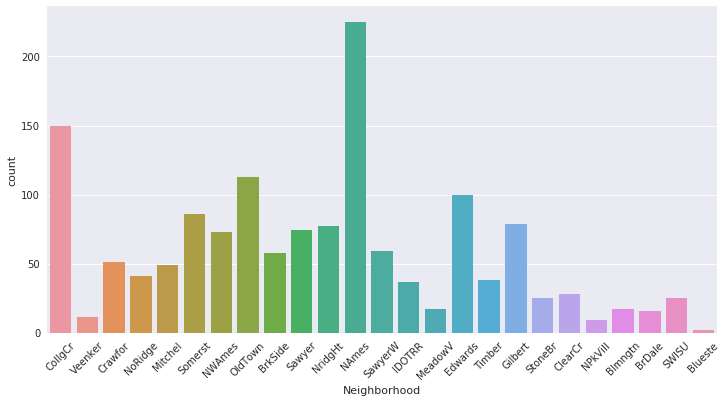 200
150
100
50
0
count
CollgCr
Veenker
Crawfor
NoRidge
Mitchel
Somerst
NWAmes
OldTown
BrkSide
Sawyer
NridgHt
NAmes
SawyerW
IDOTRR
MeadowV
Edwards
Timber
Gilbert
StoneBr
ClearCr
NPkVill
Blmngtn
BrDale
SWISU
Blueste
Neighborhood